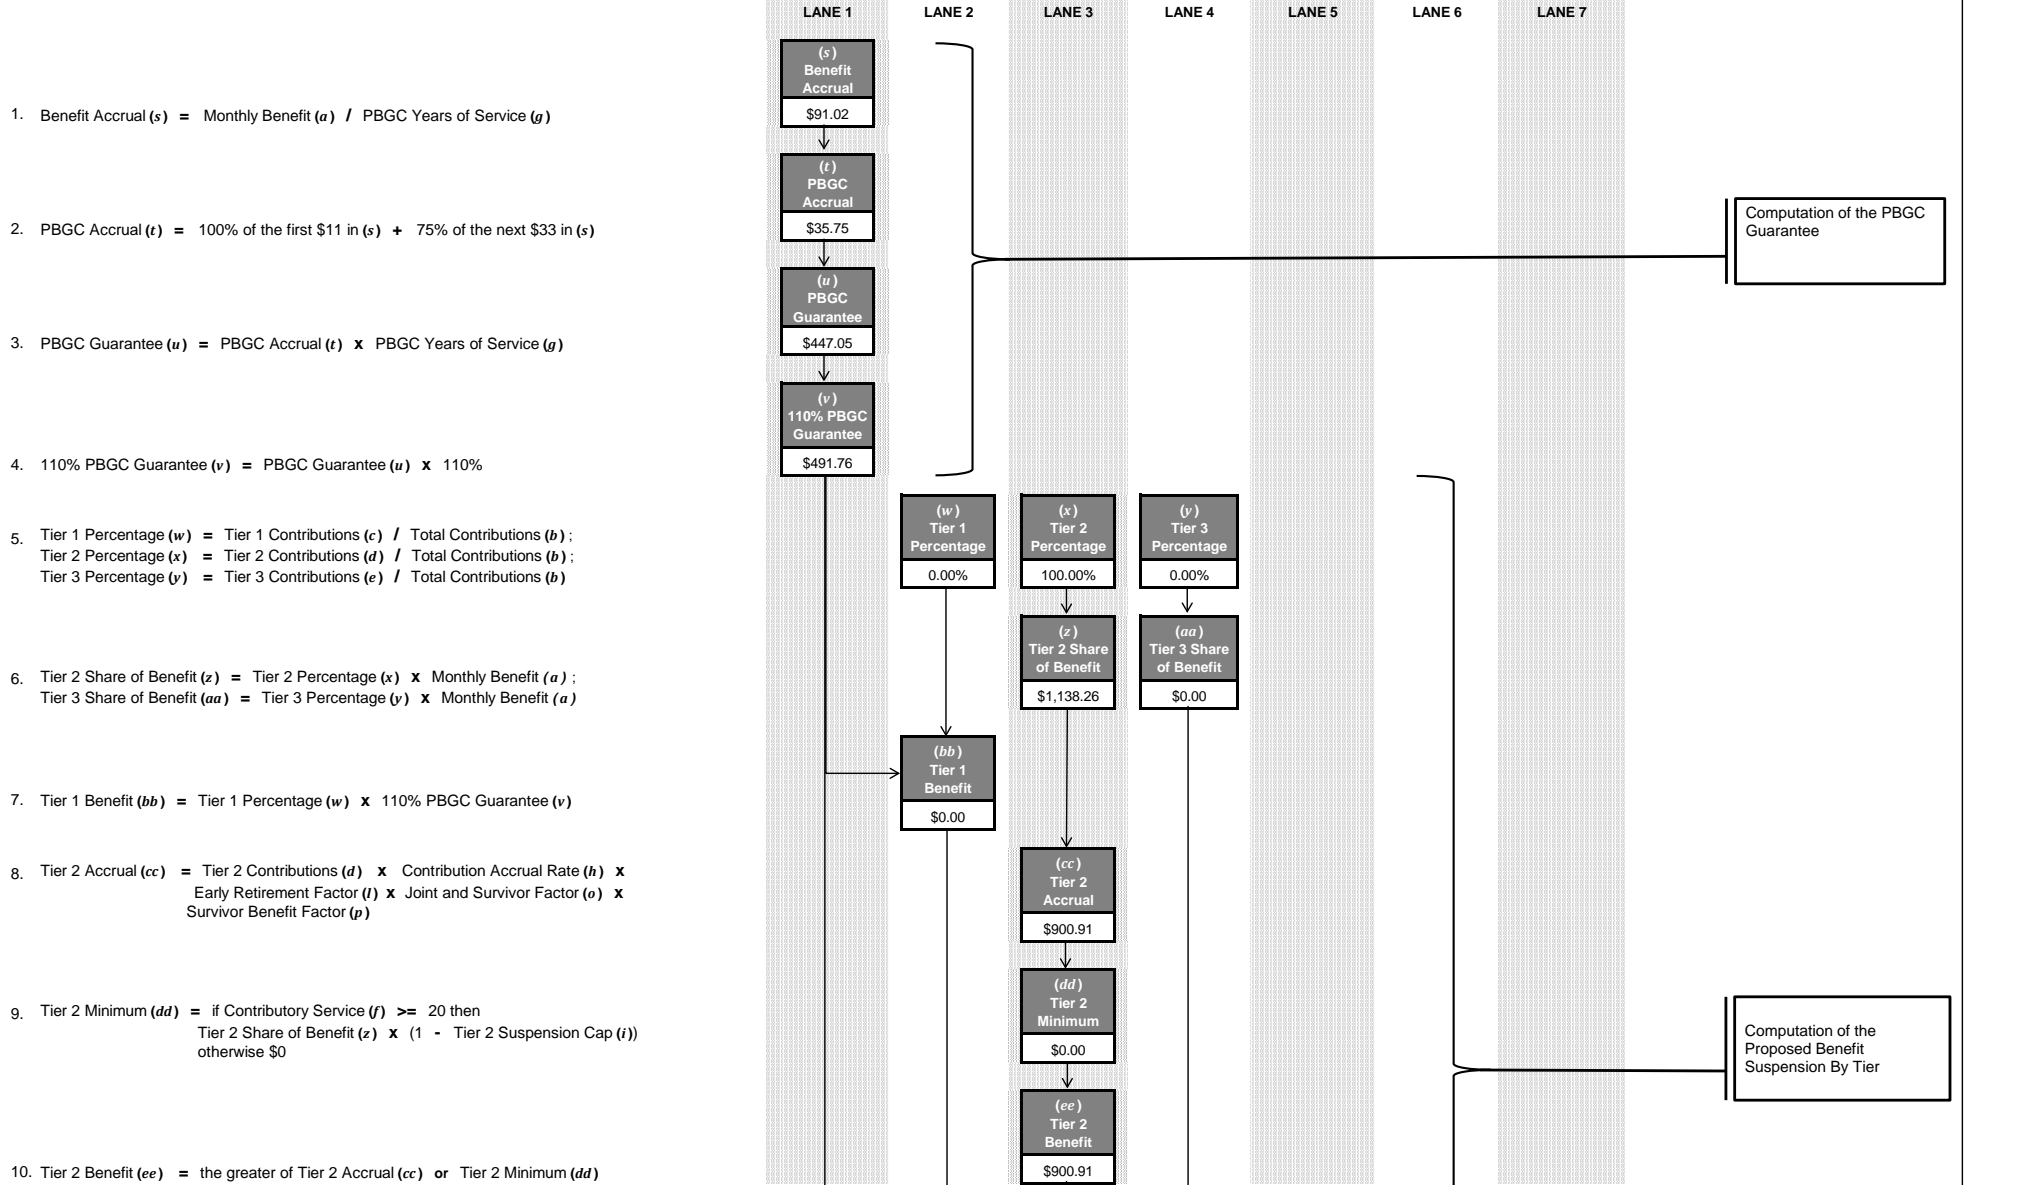 LANE 1 LANE 2 LANE 3 LANE 4 LANE 5 LANE 6 LANE 7
(s)
Benefit
Accrual
$91.02
1. Benefit Accrual (s) = Monthly Benefit (a) / PBGC Years of Service (g)
(t)
PBGC
Accrual
$35.75
2. PBGC Accrual (t) = 100% of the first $11 in (s) + 75% of the next $33 in (s)
Computation of the PBGC
Guarantee
(u)
PBGC
Guarantee
$447.05
3. PBGC Guarantee (u) = PBGC Accrual (t) x PBGC Years of Service (g)
(v)
110% PBGC
Guarantee
$491.76
4. 110% PBGC Guarantee (v) = PBGC Guarantee (u) x 110%
(w)
Tier 1
Percentage
0.00%
(x)
Tier 2
Percentage
100.00%
(y)
Tier 3
Percentage
0.00%
5. Tier 1 Percentage (w) = Tier 1 Contributions (c) / Total Contributions (b) ;
Tier 2 Percentage (x) = Tier 2 Contributions (d) / Total Contributions (b) ;
Tier 3 Percentage (y) = Tier 3 Contributions (e) / Total Contributions (b)
(z)
Tier 2 Share
of Benefit
$1,138.26
(aa)
Tier 3 Share
of Benefit
$0.00
6. Tier 2 Share of Benefit (z) = Tier 2 Percentage (x) x Monthly Benefit (a) ;
Tier 3 Share of Benefit (aa) = Tier 3 Percentage (y) x Monthly Benefit (a)
(bb)
Tier 1
Benefit
$0.00
7. Tier 1 Benefit (bb) = Tier 1 Percentage (w) x 110% PBGC Guarantee (v)
(cc)
Tier 2
Accrual
$900.91
8. Tier 2 Accrual (cc) = Tier 2 Contributions (d) x Contribution Accrual Rate (h) x
Early Retirement Factor (l) x Joint and Survivor Factor (o) x
Survivor Benefit Factor (p)
(dd)
Tier 2
Minimum
$0.00
9. Tier 2 Minimum (dd) = if Contributory Service (f) >= 20 then
Tier 2 Share of Benefit (z) x (1 - Tier 2 Suspension Cap (i))
otherwise $0
Computation of the
Proposed Benefit
Suspension By Tier
(ee)
Tier 2
Benefit
$900.91
10. Tier 2 Benefit (ee) = the greater of Tier 2 Accrual (cc) or Tier 2 Minimum (dd)